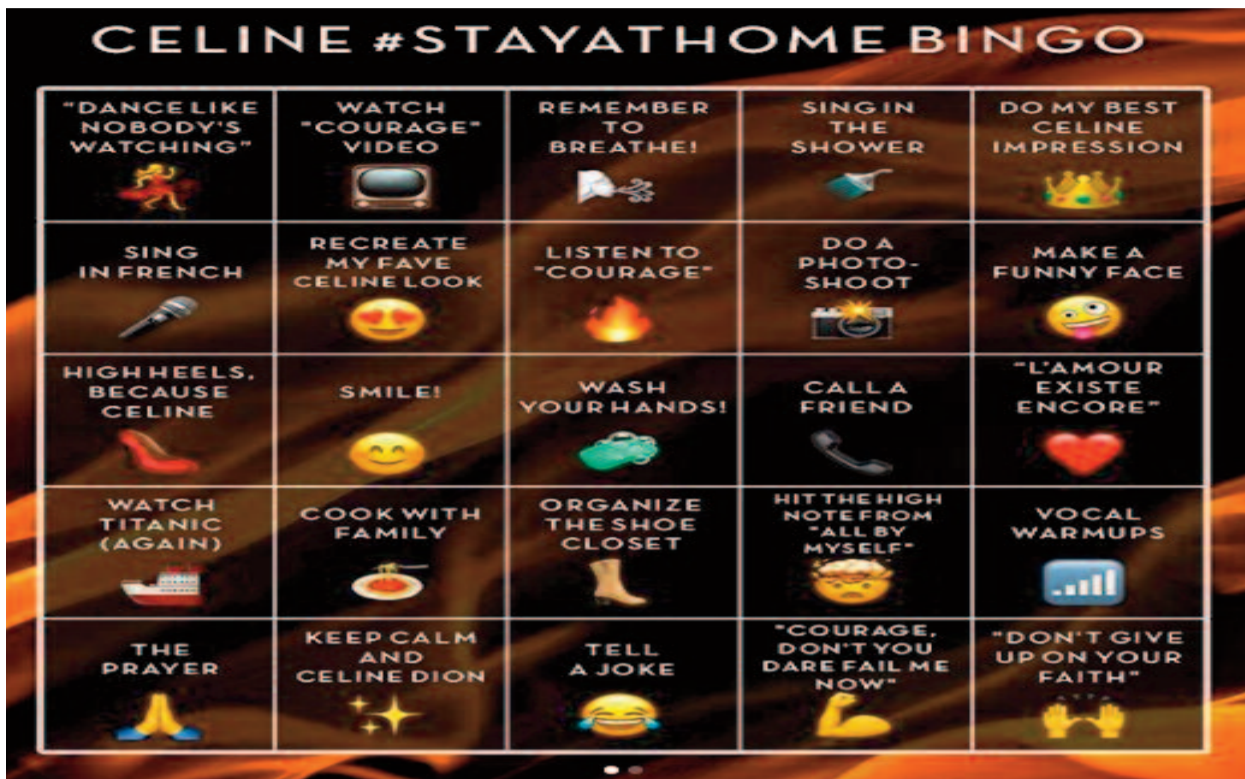 CELINE #STAYATHOME BINGO
"DANCE LIKE
NOBODY'S
WATCHING"
WATCH
"COURAGE"
VIDEO
REMEMBER
TO
BREATHE!
SING IN
THE
SHOWER
DO MY BEST
CELINE
IMPRESSION
SING
IN FRENCH
RECREATE
MY FAVE
CELINE LOOK
LISTEN TO
"COURAGE"
DO A
PHOTO-
SHOOT
MAKE A
FUNNY FACE
HIGH HEELS,
BECAUSE
CELINE
SMILE!
WASH
YOUR HANDS!
CALL A
FRIEND
"L'AMOUR
EXISTE
ENCORE"
WATCH
TITANIC
(AGAIN)
COOK WITH
FAMILY
ORGANIZE
THE SHOE
CLOSET
HIT THE HIGH
NOTE FROM
"ALL BY
MYSELF"
VOCAL
WARMUPS
THE
PRAYER
KEEP CALM
AND
CELINE DION
TELL
A JOKE
"COURAGE,
DON'T YOU
DARE FAIL ME
NOW"
"DON'T GIVE
UP ON YOUR
FAITH"